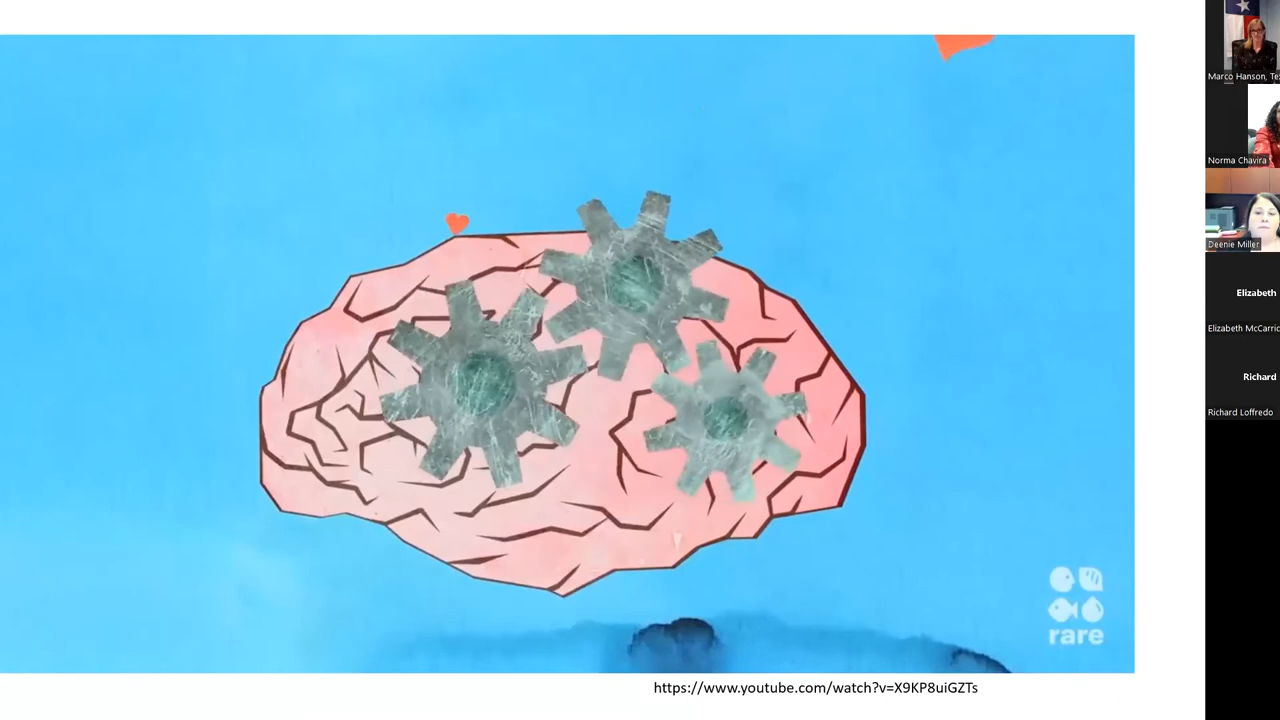 Marco Hanson, Te
Norma Chavira
Deenie Miller
Elizabeth
Elizabeth McCarric
Richard
Richard Loffredo
rare
https://www.youtube.com/watch?v=X9KP8uiGZTs